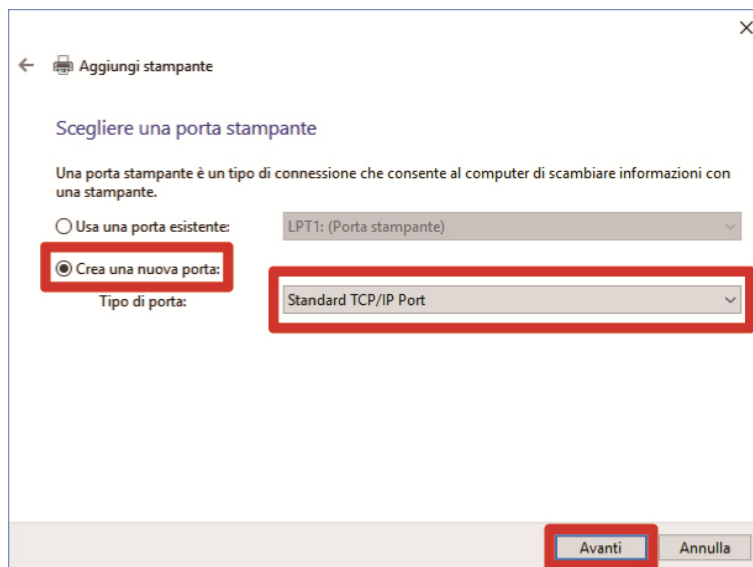 Aggiungi stampante
Scegliere una porta stampante
Una porta stampante è un tipo di connessione che consente al computer di scambiare informazioni con
una stampante.
Usa una porta esistente: LPT1: (Porta stampante)
Crea una nuova porta:
Tipo di porta: Standard TCP/IP Port
Avanti Annulla